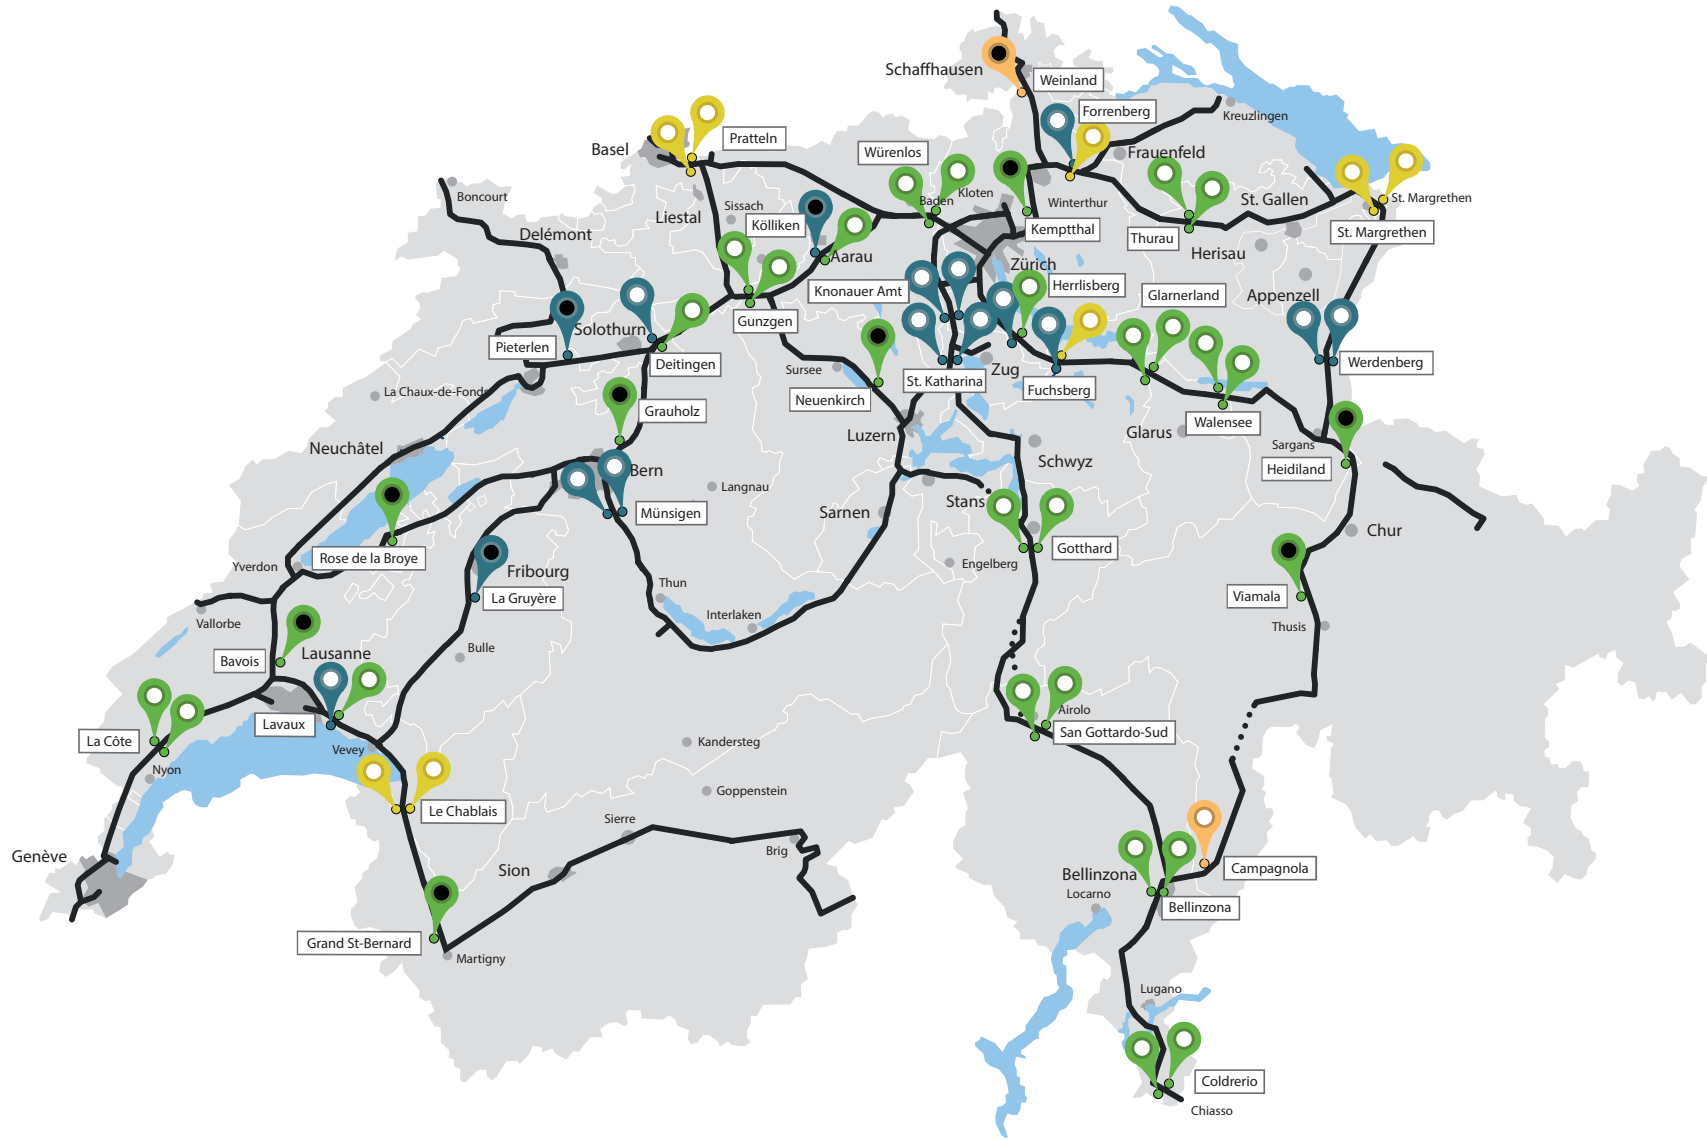 Schaffhausen
Weinland
Forrenberg
Kreuzlingen
Pratteln
Basel
Würenlos
Frauenfeld
Boncourt
Sissach
Liestal
Baden
Kloten
Winterthur
St. Gallen
St. Margrethen
Delémont
Kölliken
Kemptthal
Thurau
St. Margrethen
Aarau
Herisau
Zürich
Knonauer Amt
Herrlisberg
Glarnerland
Appenzell
Gunzgen
Solothurn
Pieterlen
Deitingen
Sursee
Zug
Werdenberg
La Chaux-de-Fonds
St. Katharina
Fuchsberg
Neuenkirch
Grauholz
Walensee
Luzern
Glarus
Neuchâtel
Sargans
Schwyz
Heidiland
Bern
Langnau
Stans
Münsigen
Sarnen
Chur
Gotthard
Rose de la Broye
Yverdon
Engelberg
Fribourg
Thun
La Gruyère
Viamala
Interlaken
Vallorbe
Thusis
Bulle
Lausanne
Bavois
Airolo
Lavaux
San Gottardo-Sud
La Côte
Vevey
Kandersteg
Nyon
Goppenstein
Le Chablais
Sierre
Brig
Genève
Sion
Campagnola
Bellinzona
Locarno
Bellinzona
Grand St-Bernard
Martigny
Lugano
Coldrerio
Chiasso